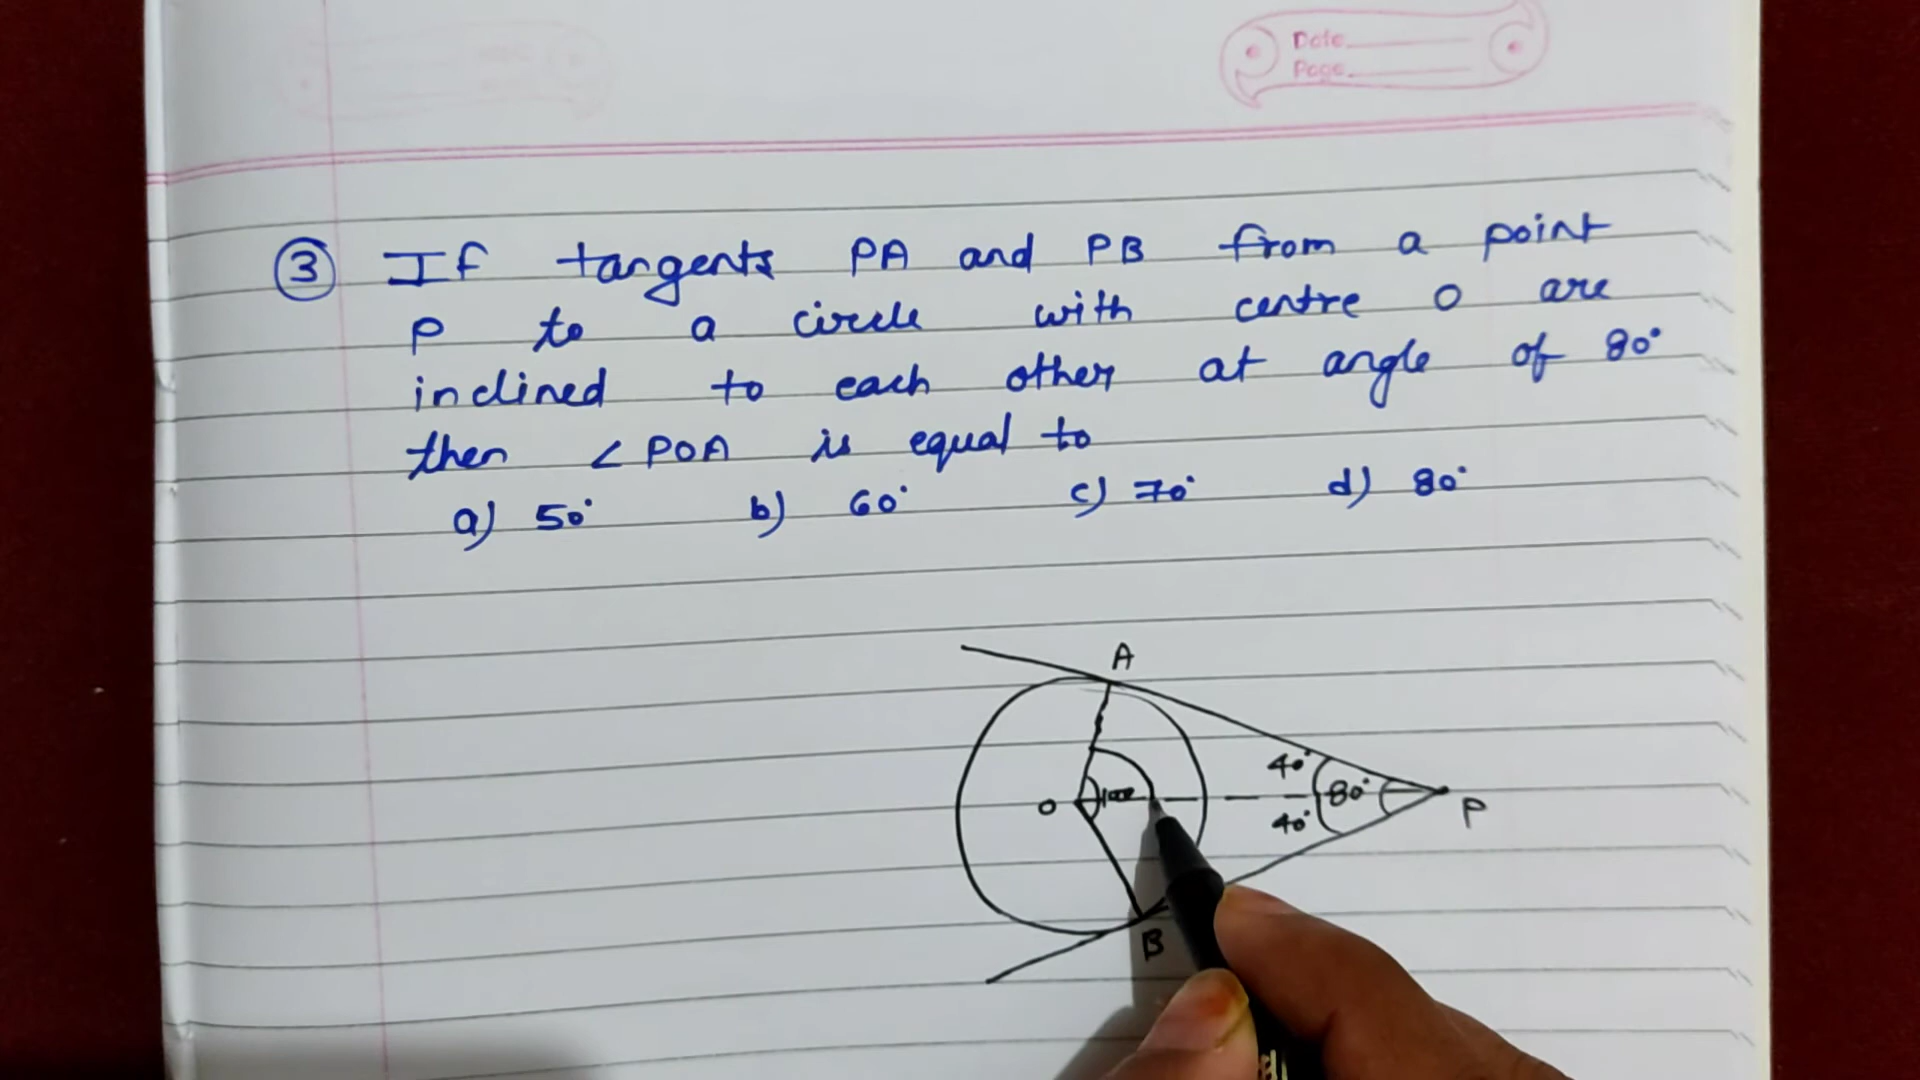 Date
Page
③ If tangents PA and PB from a point
P to a circle with centre O are
inclined to each other at angle of 80°
then ∠POA is equal to
a) 50° b) 60° c) 70° d) 80°
A
40°
O 100 80° P
40°
B